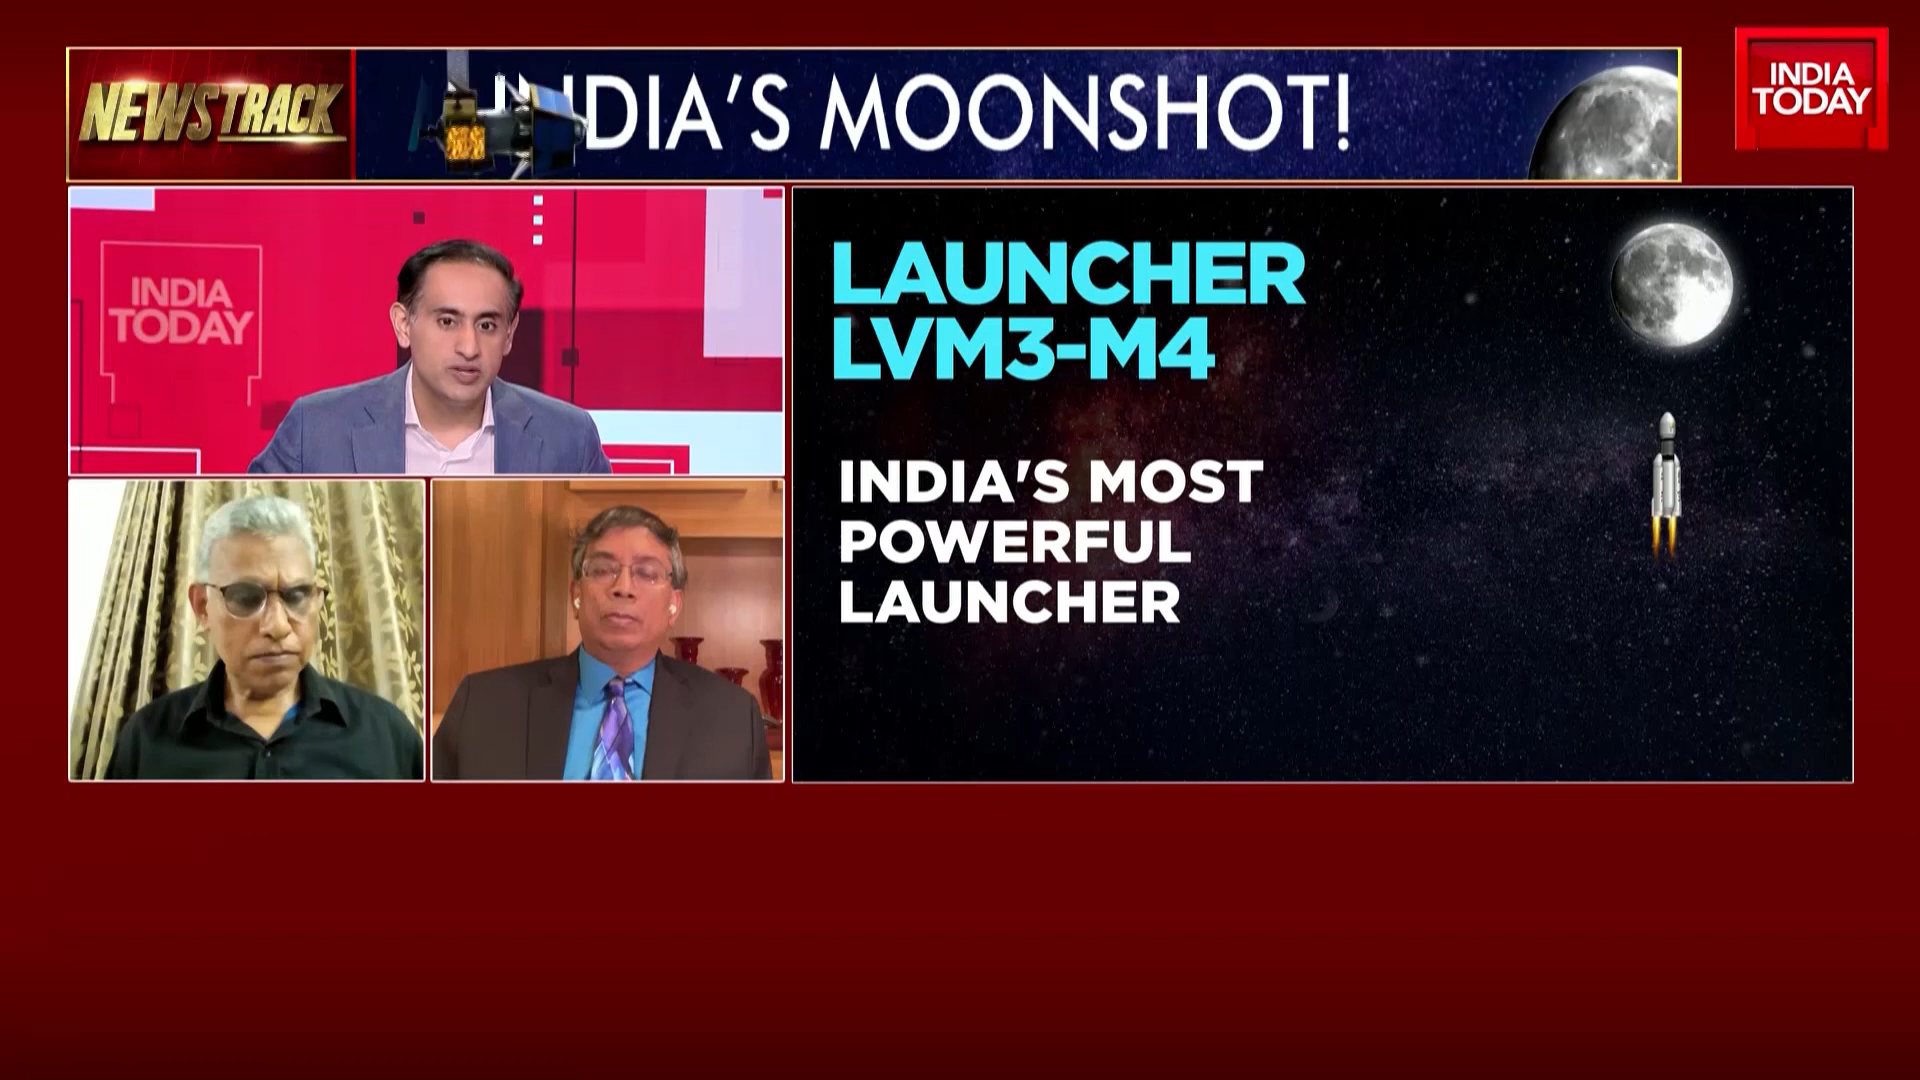 NEWSTRACK
INDIA'S MOONSHOT!
INDIA
TODAY
INDIA
TODAY
LAUNCHER
LVM3-M4
INDIA'S MOST
POWERFUL
LAUNCHER